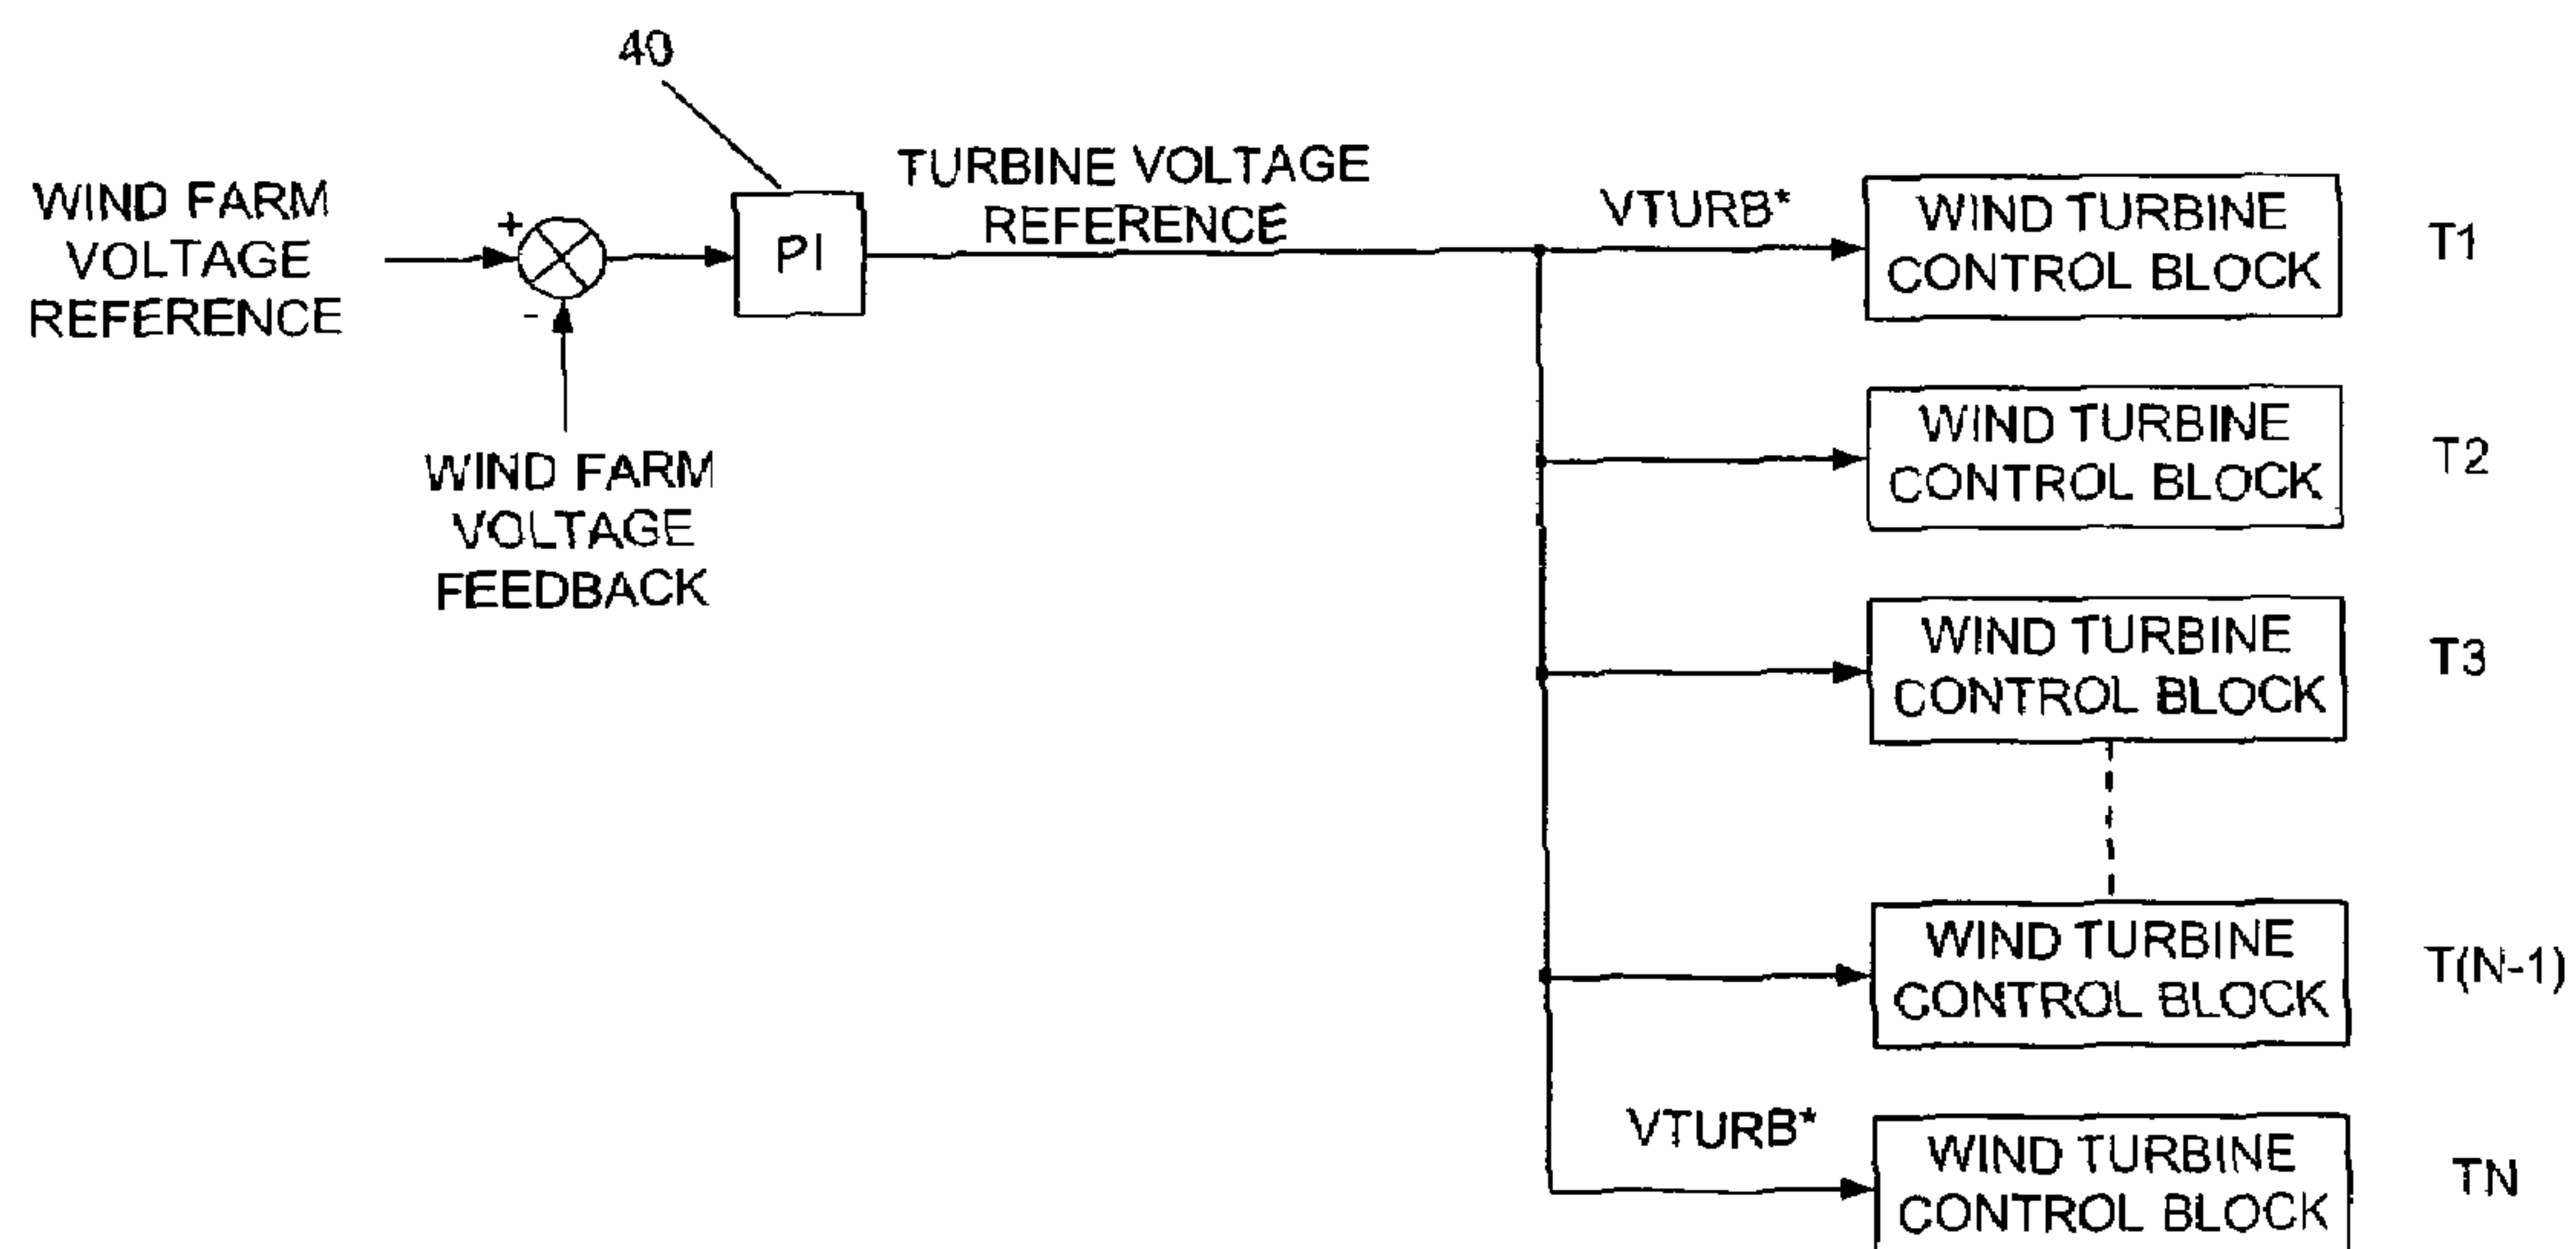 40
WIND FARM
VOLTAGE
REFERENCE
+
-
PI
TURBINE VOLTAGE
REFERENCE
WIND FARM
VOLTAGE
FEEDBACK
VTURB*
WIND TURBINE
CONTROL BLOCK
T1
WIND TURBINE
CONTROL BLOCK
T2
WIND TURBINE
CONTROL BLOCK
T3
WIND TURBINE
CONTROL BLOCK
T(N-1)
VTURB*
WIND TURBINE
CONTROL BLOCK
TN